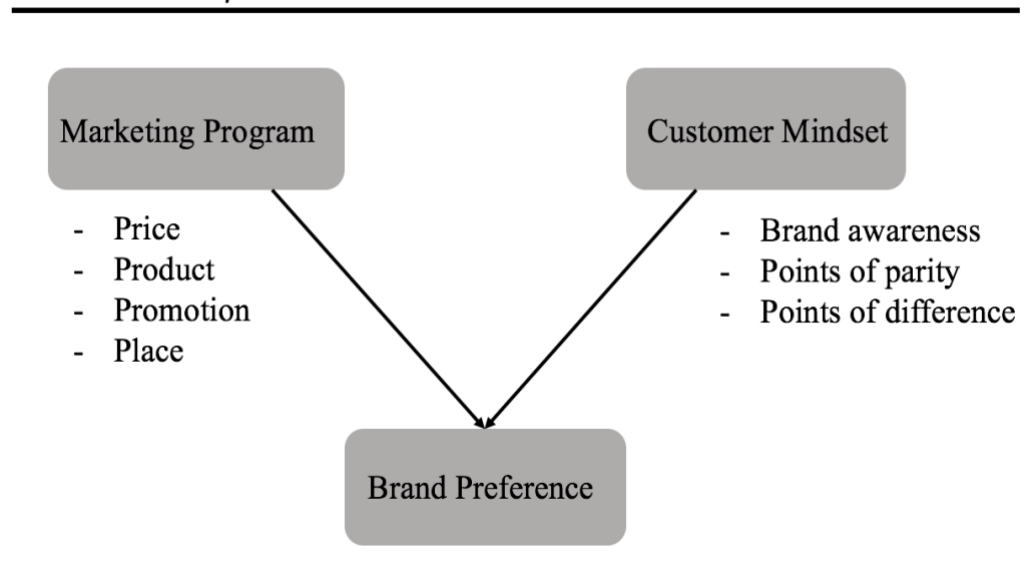 Marketing Program
- Price
- Product
- Promotion
- Place
Customer Mindset
- Brand awareness
- Points of parity
- Points of difference
Brand Preference